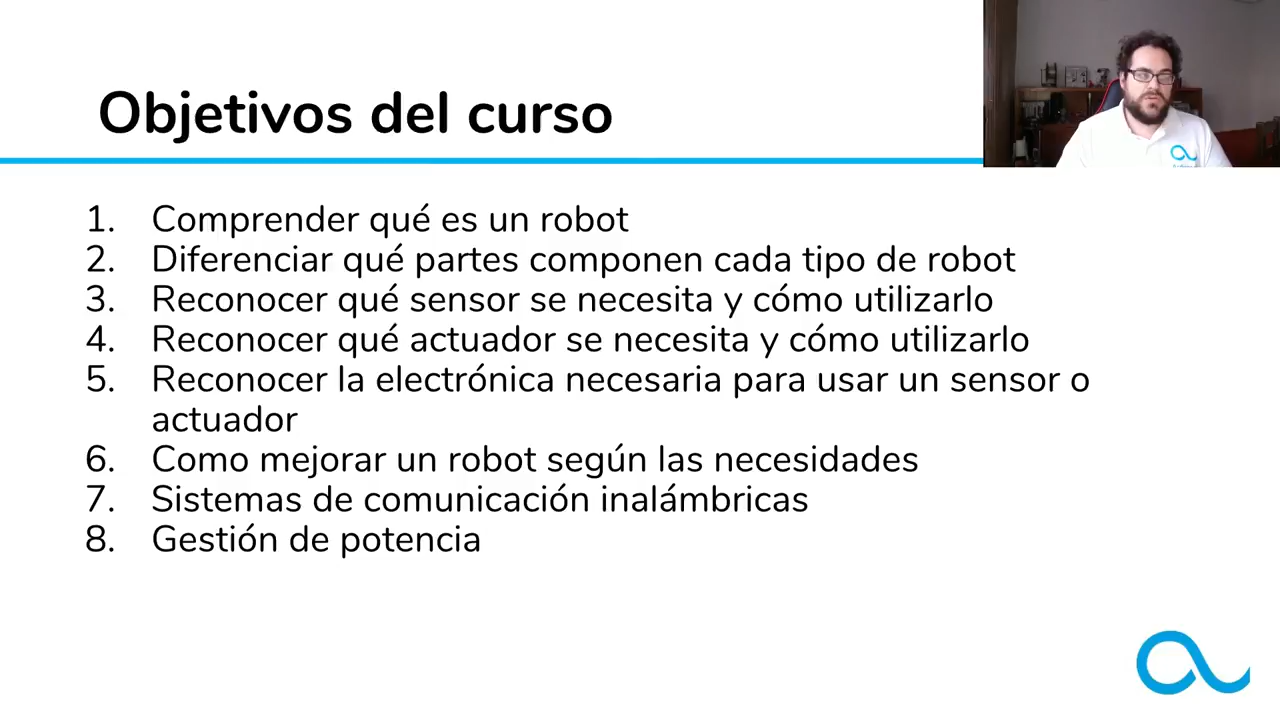 Objetivos del curso
1. Comprender qué es un robot
2. Diferenciar qué partes componen cada tipo de robot
3. Reconocer qué sensor se necesita y cómo utilizarlo
4. Reconocer qué actuador se necesita y cómo utilizarlo
5. Reconocer la electrónica necesaria para usar un sensor o
actuador
6. Como mejorar un robot según las necesidades
7. Sistemas de comunicación inalámbricas
8. Gestión de potencia